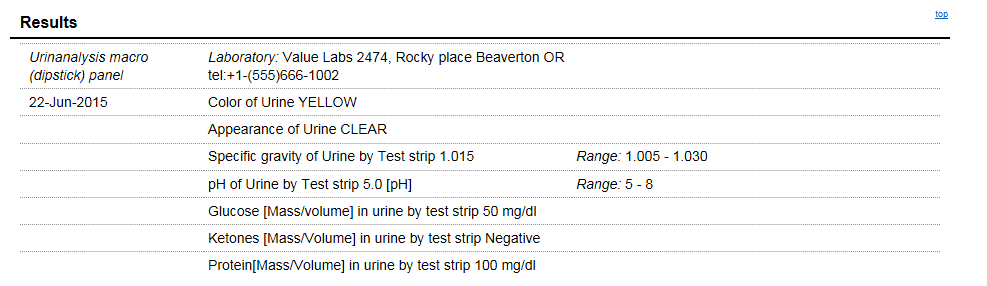 top
Results
Urinanalysis macro
(dipstick) panel
Laboratory: Value Labs 2474, Rocky place Beaverton OR
tel:+1-(555)666-1002
22-Jun-2015
Color of Urine YELLOW
Appearance of Urine CLEAR
Specific gravity of Urine by Test strip 1.015
Range: 1.005 - 1.030
pH of Urine by Test strip 5.0 [pH]
Range: 5 - 8
Glucose [Mass/volume] in urine by test strip 50 mg/dl
Ketones [Mass/Volume] in urine by test strip Negative
Protein[Mass/Volume] in urine by test strip 100 mg/dl